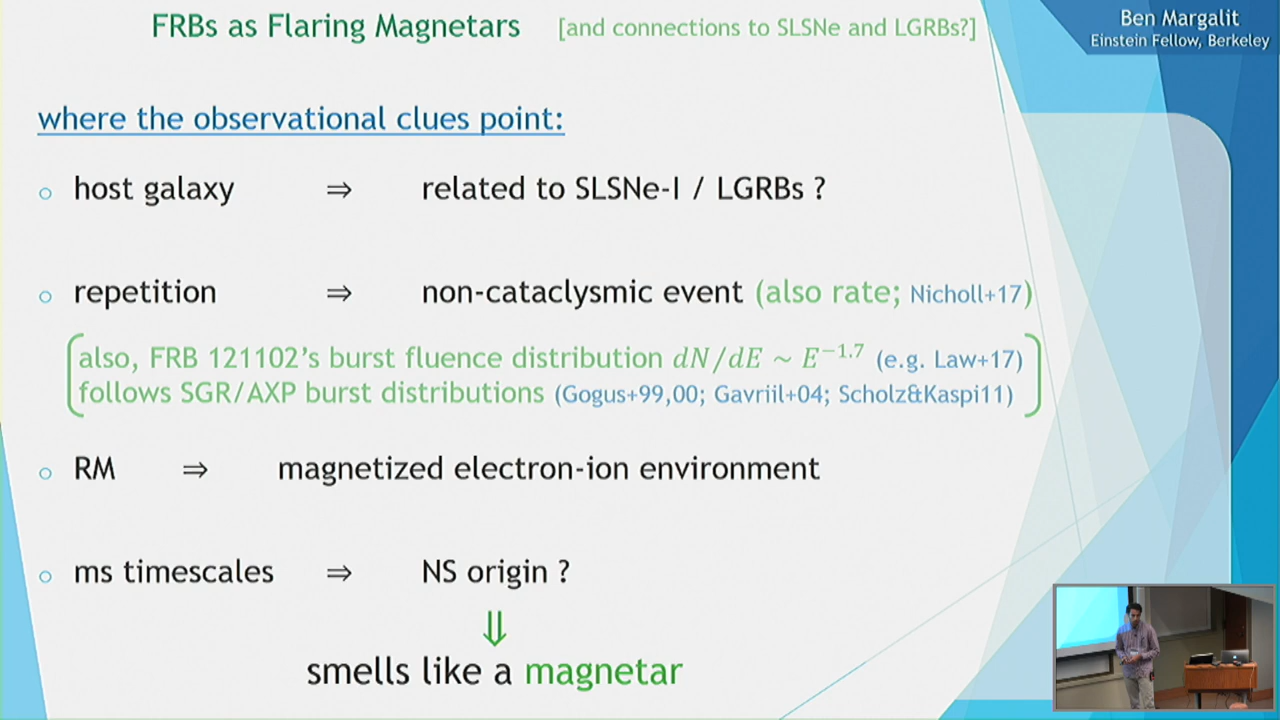 FRBs as Flaring Magnetars [and connections to SLSNe and LGRBs?]
Ben Margalit
Einstein Fellow, Berkeley
where the observational clues point:
○ host galaxy ⇒ related to SLSNe-I / LGRBs ?
○ repetition ⇒ non-cataclysmic event (also rate; Nicholl+17)
also, FRB 121102's burst fluence distribution dN/dE ~ E^−1.7 (e.g. Law+17)
follows SGR/AXP burst distributions (Gogus+99,00; Gavriil+04; Scholz&Kaspi11)
○ RM ⇒ magnetized electron-ion environment
○ ms timescales ⇒ NS origin ?
⇓
smells like a magnetar